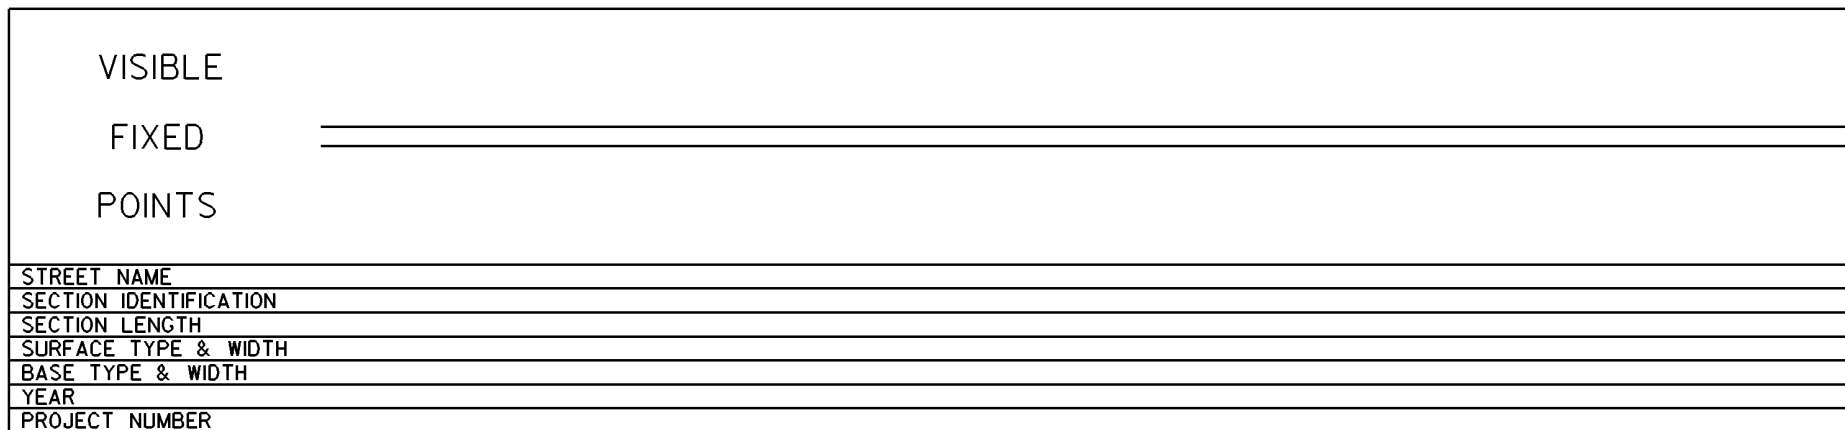 VISIBLE
FIXED
POINTS
STREET NAME
SECTION IDENTIFICATION
SECTION LENGTH
SURFACE TYPE & WIDTH
BASE TYPE & WIDTH
YEAR
PROJECT NUMBER